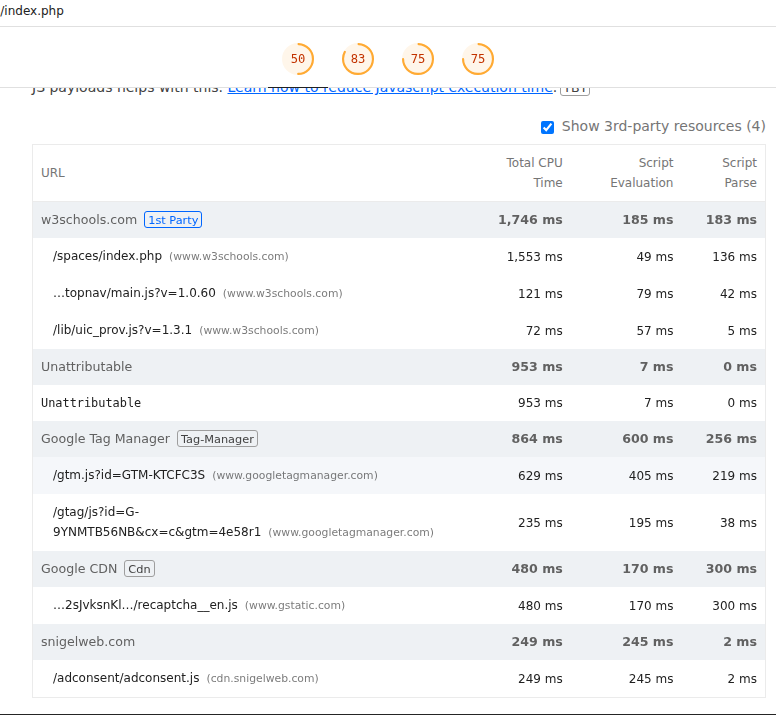 /index.php
50 83 75 75
JS payloads helps with this. Learn how to reduce Javascript execution time. TBT
Show 3rd-party resources (4)
URL Total CPU Time Script Evaluation Script Parse
w3schools.com 1st Party 1,746 ms 185 ms 183 ms
/spaces/index.php (www.w3schools.com) 1,553 ms 49 ms 136 ms
…topnav/main.js?v=1.0.60 (www.w3schools.com) 121 ms 79 ms 42 ms
/lib/uic_prov.js?v=1.3.1 (www.w3schools.com) 72 ms 57 ms 5 ms
Unattributable 953 ms 7 ms 0 ms
Unattributable 953 ms 7 ms 0 ms
Google Tag Manager Tag-Manager 864 ms 600 ms 256 ms
/gtm.js?id=GTM-KTCFC3S (www.googletagmanager.com) 629 ms 405 ms 219 ms
/gtag/js?id=G-
9YNMTB56NB&cx=c&gtm=4e58r1 (www.googletagmanager.com) 235 ms 195 ms 38 ms
Google CDN Cdn 480 ms 170 ms 300 ms
…2sJvksnKl…/recaptcha__en.js (www.gstatic.com) 480 ms 170 ms 300 ms
snigelweb.com 249 ms 245 ms 2 ms
/adconsent/adconsent.js (cdn.snigelweb.com) 249 ms 245 ms 2 ms